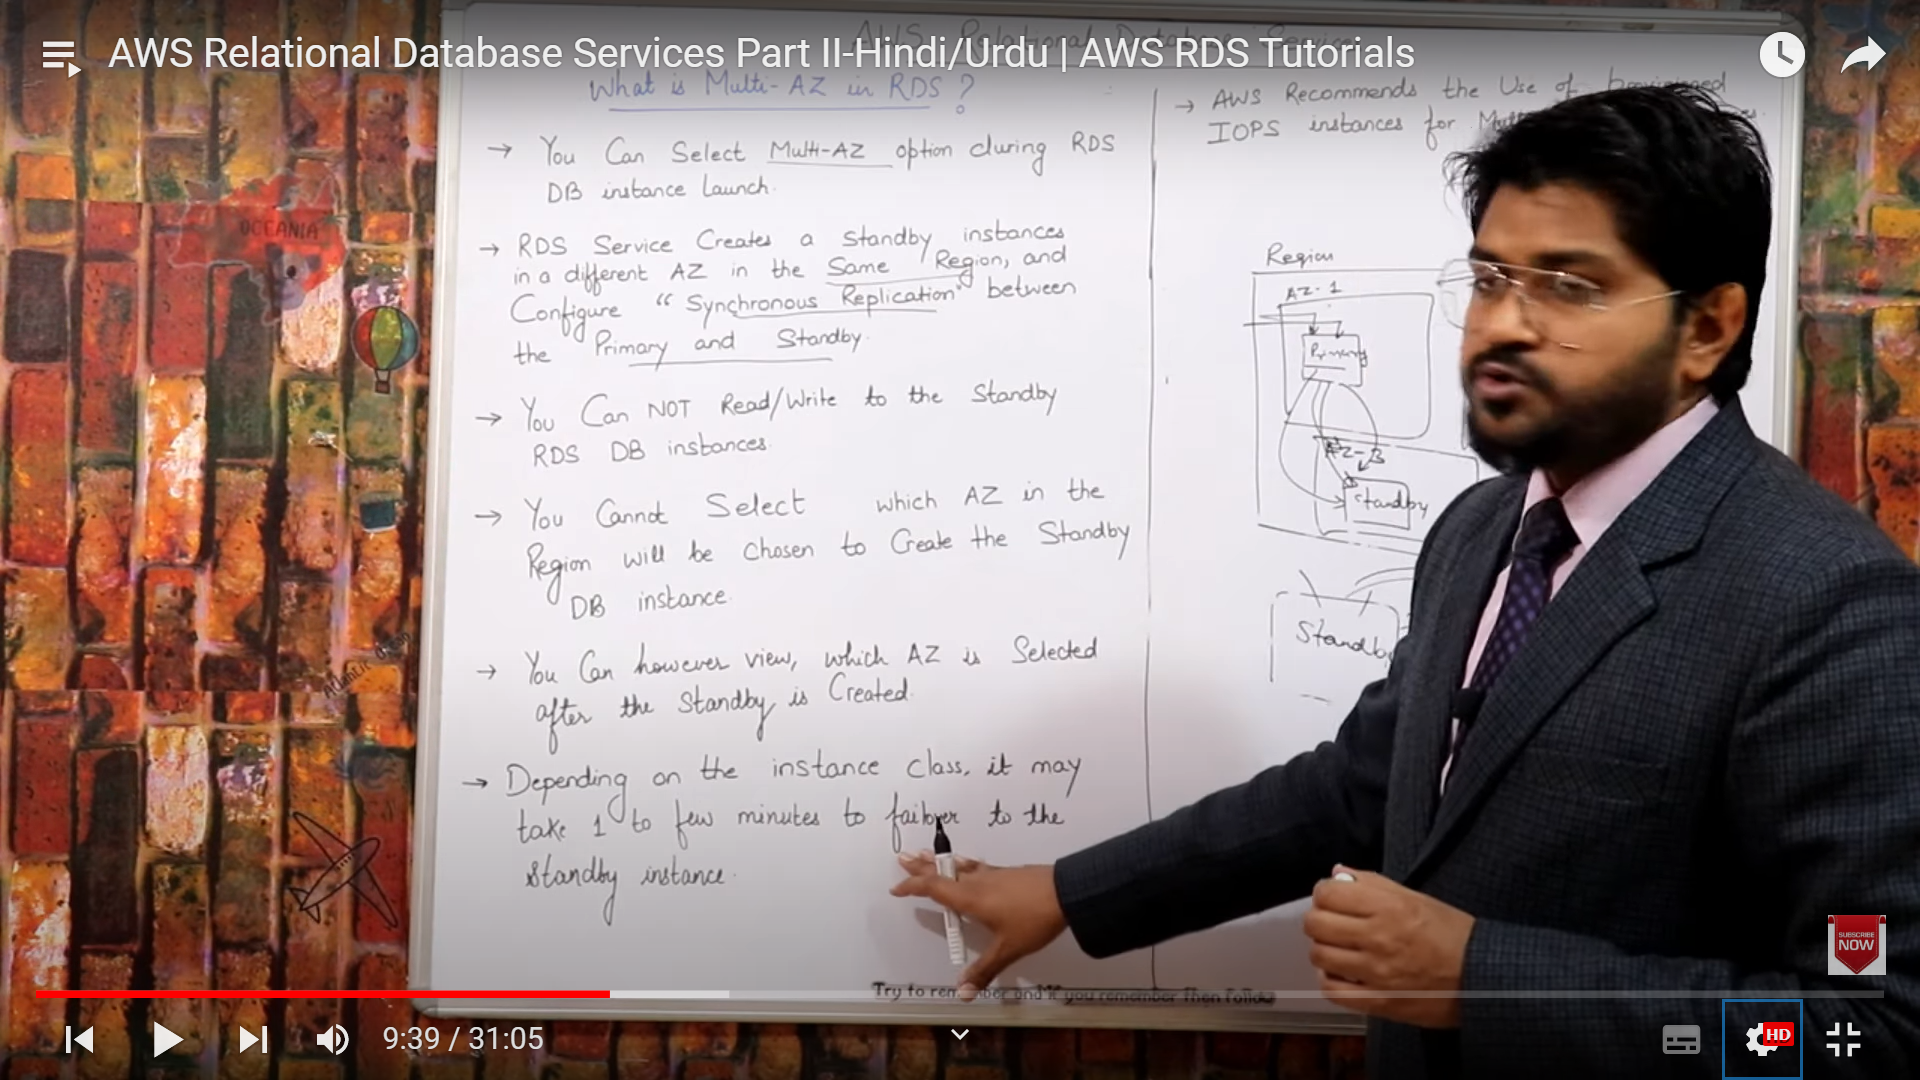 AWS Relational Database Services Part II-Hindi/Urdu | AWS RDS Tutorials
AWS Relational Database Service
What is Multi-AZ in RDS?
→ You Can Select Multi-AZ option during RDS
DB instance Launch.
→ RDS Service Creates a Standby instances
in a different AZ in the Same Region, and
Configure "Synchronous Replication" between
the Primary and Standby.
→ You Can NOT Read/Write to the Standby
RDS DB instances.
→ You Cannot Select which AZ in the
Region will be Chosen to Create the Standby
DB instance.
→ You Can however view, which AZ is Selected
after the Standby is Created.
→ Depending on the instance class, it may
take 1 to few minutes to failover to the
Standby instance.
→ AWS Recommends the Use of Provisioned
IOPS instances for
Region
AZ-1
Primary
Standby
Standby
OCEANIA
Atlantic
Try to remember and if you remember Then
SUBSCRIBE
NOW
9:39 / 31:05
HD